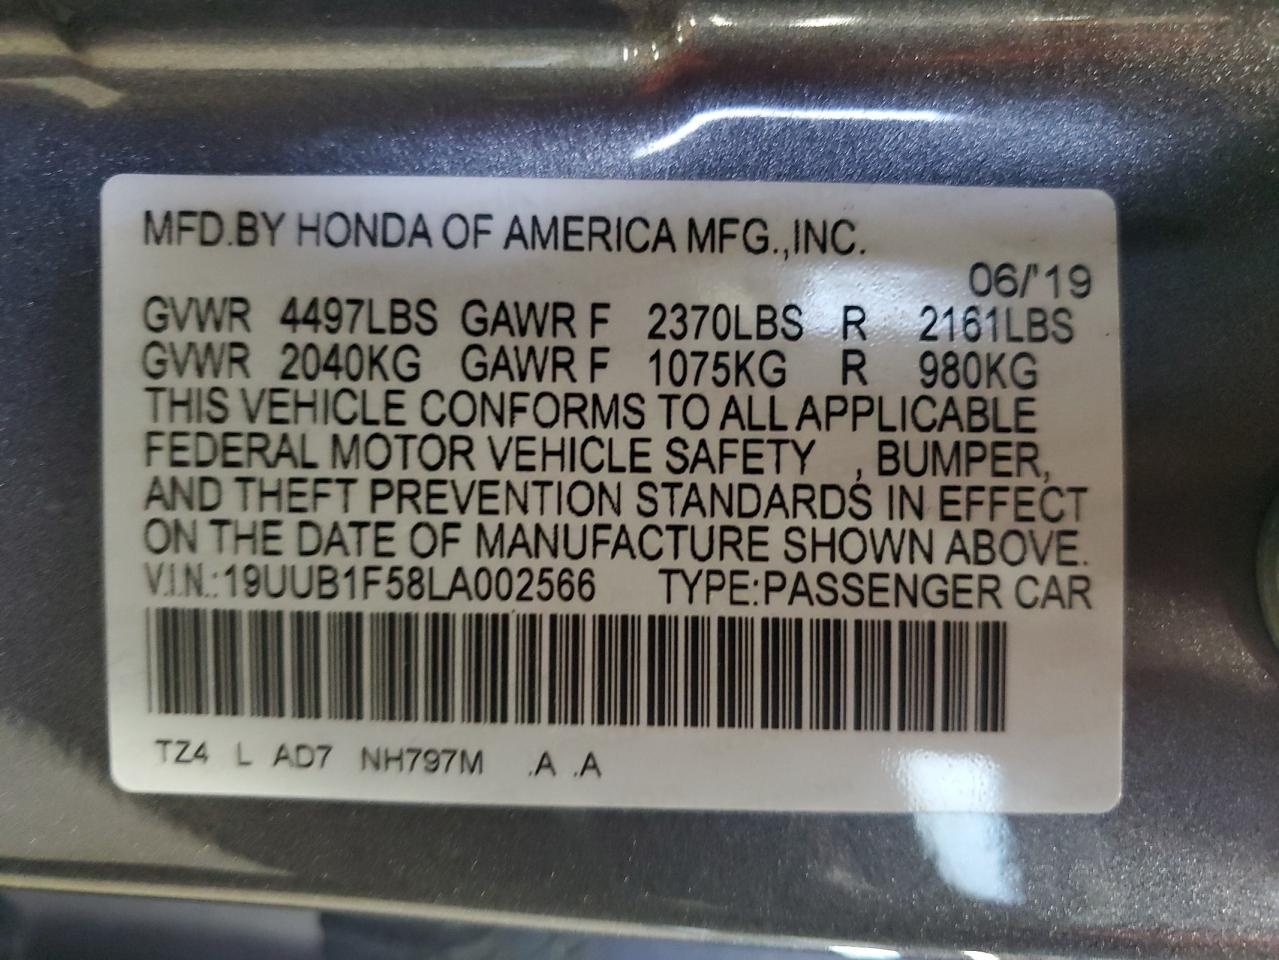 MFD.BY HONDA OF AMERICA MFG.,INC.
06/'19
GVWR 4497LBS GAWR F 2370LBS R 2161LBS
GVWR 2040KG GAWR F 1075KG R 980KG
THIS VEHICLE CONFORMS TO ALL APPLICABLE
FEDERAL MOTOR VEHICLE SAFETY , BUMPER,
AND THEFT PREVENTION STANDARDS IN EFFECT
ON THE DATE OF MANUFACTURE SHOWN ABOVE.
V.I.N.:19UUB1F58LA002566 TYPE:PASSENGER CAR
TZ4 L AD7 NH797M .A .A